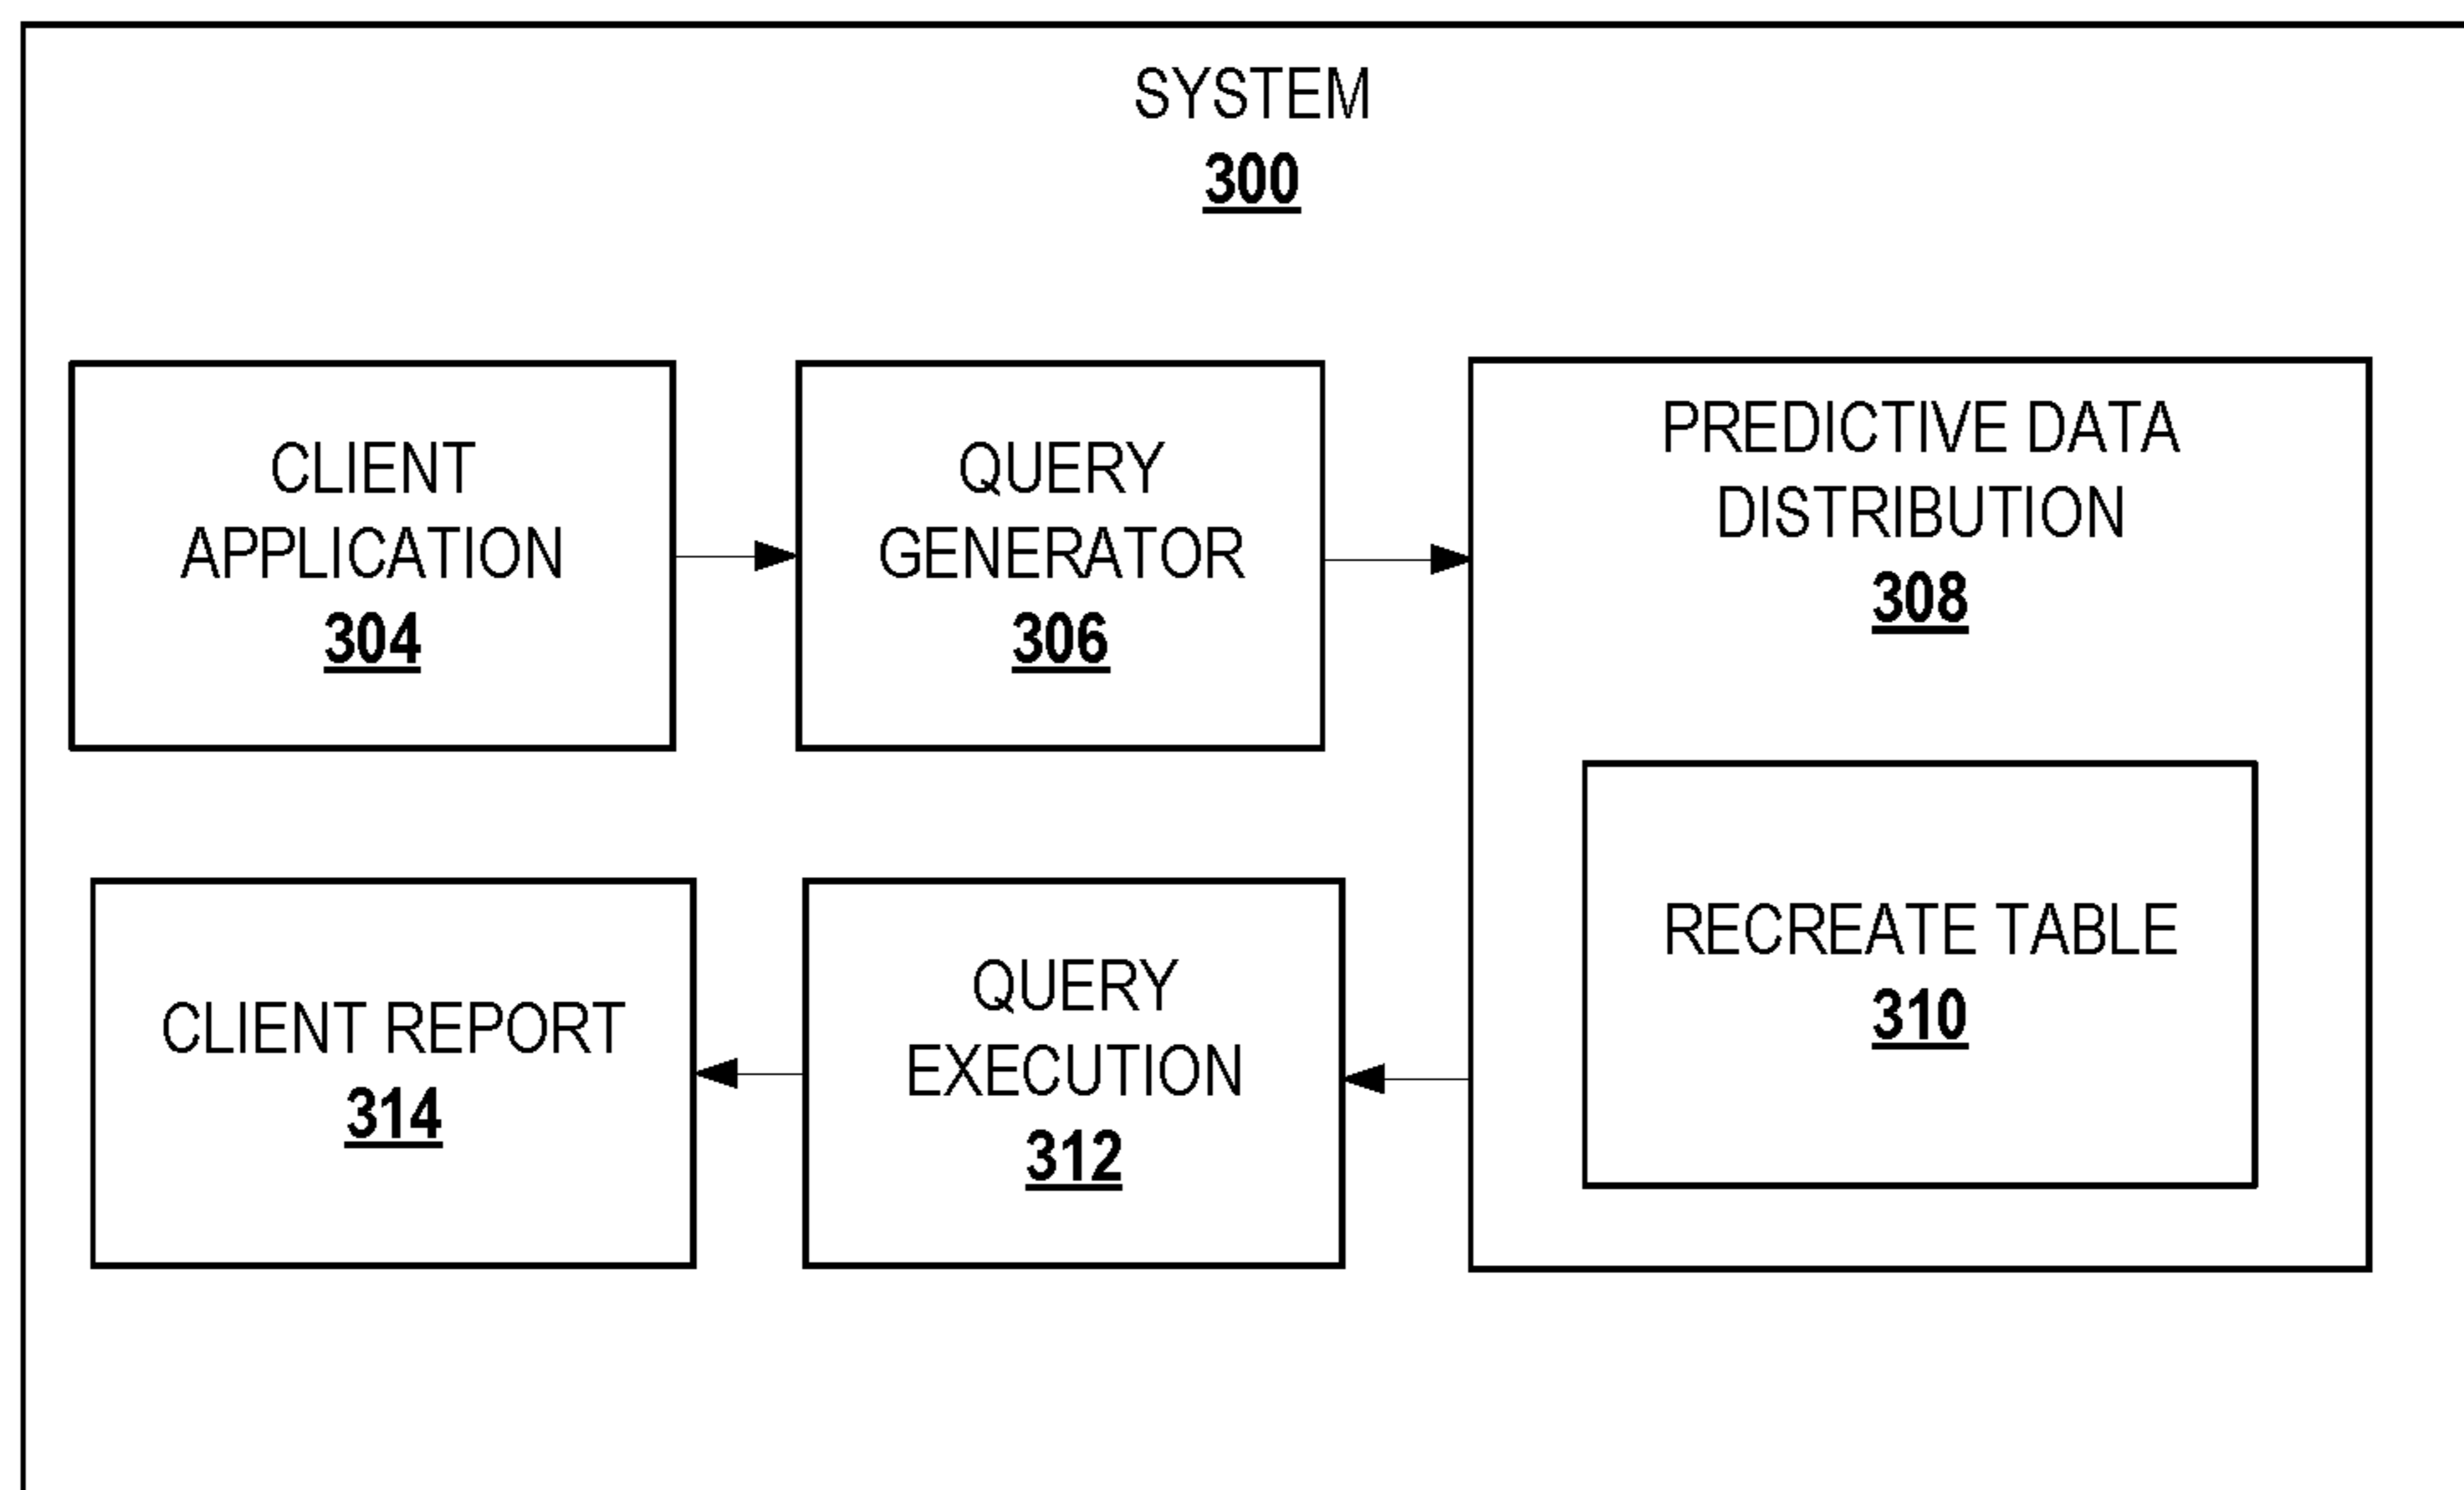 SYSTEM
300
CLIENT
APPLICATION
304
QUERY
GENERATOR
306
PREDICTIVE DATA
DISTRIBUTION
308
RECREATE TABLE
310
QUERY
EXECUTION
312
CLIENT REPORT
314